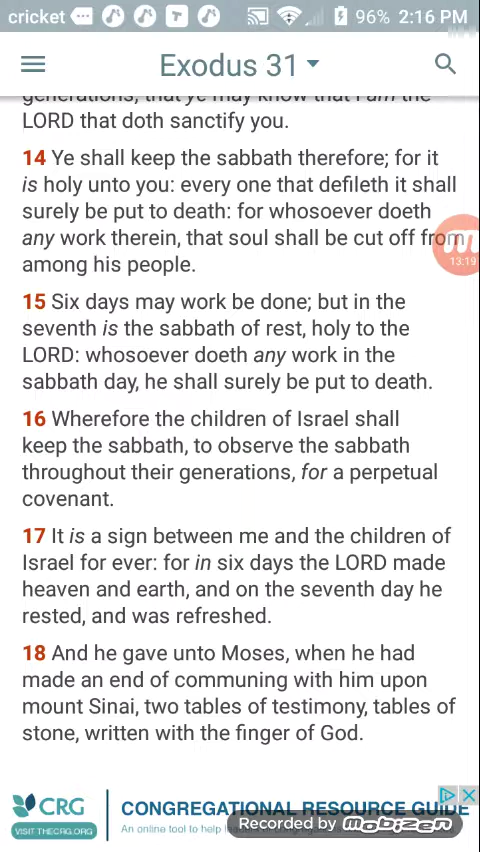 cricket 96% 2:16 PM
Exodus 31
generations, that ye may know that I am the
LORD that doth sanctify you.
14 Ye shall keep the sabbath therefore; for it
is holy unto you: every one that defileth it shall
surely be put to death: for whosoever doeth
any work therein, that soul shall be cut off from
among his people.
13:19
15 Six days may work be done; but in the
seventh is the sabbath of rest, holy to the
LORD: whosoever doeth any work in the
sabbath day, he shall surely be put to death.
16 Wherefore the children of Israel shall
keep the sabbath, to observe the sabbath
throughout their generations, for a perpetual
covenant.
17 It is a sign between me and the children of
Israel for ever: for in six days the LORD made
heaven and earth, and on the seventh day he
rested, and was refreshed.
18 And he gave unto Moses, when he had
made an end of communing with him upon
mount Sinai, two tables of testimony, tables of
stone, written with the finger of God.
CRG
VISIT THECRG.ORG
CONGREGATIONAL RESOURCE GUIDE
An online tool to help
Recorded by Mobizen